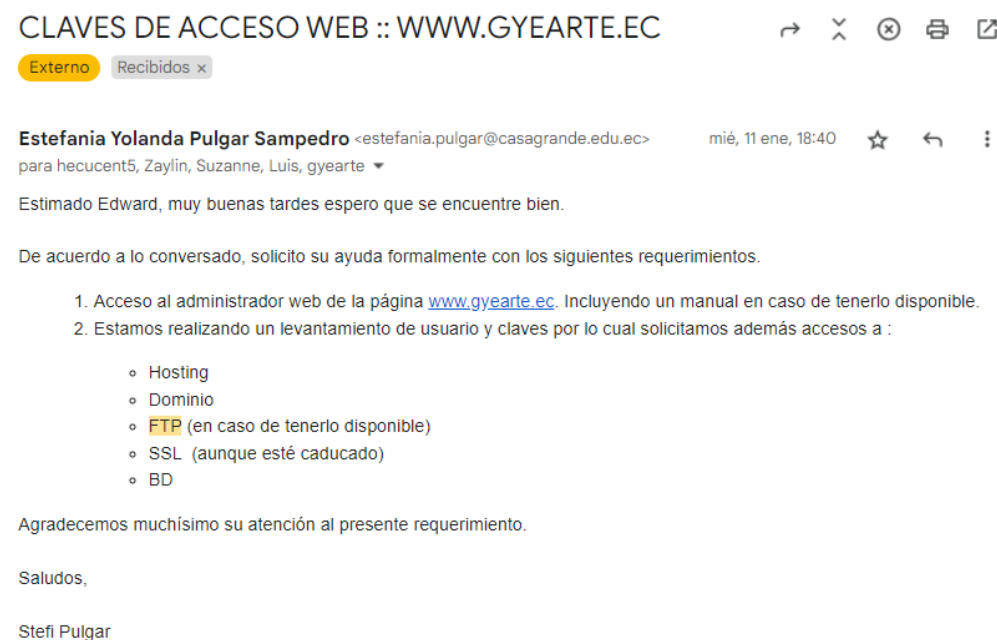 CLAVES DE ACCESO WEB :: WWW.GYEARTE.EC
Externo Recibidos ×
Estefania Yolanda Pulgar Sampedro <estefania.pulgar@casagrande.edu.ec> mié, 11 ene, 18:40
para hecucent5, Zaylin, Suzanne, Luis, gyearte
Estimado Edward, muy buenas tardes espero que se encuentre bien.
De acuerdo a lo conversado, solicito su ayuda formalmente con los siguientes requerimientos.
1. Acceso al administrador web de la página www.gyearte.ec. Incluyendo un manual en caso de tenerlo disponible.
2. Estamos realizando un levantamiento de usuario y claves por lo cual solicitamos además accesos a :
Hosting
Dominio
FTP (en caso de tenerlo disponible)
SSL (aunque esté caducado)
BD
Agradecemos muchísimo su atención al presente requerimiento.
Saludos,
Stefi Pulgar